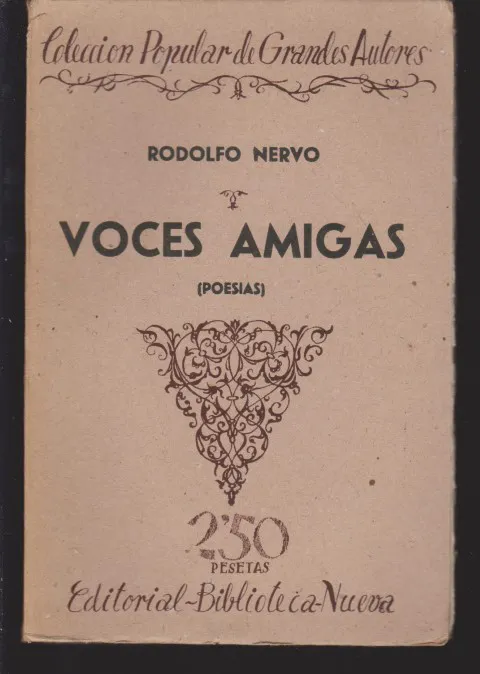 Coleccion Popular de Grandes Autores
RODOLFO NERVO
VOCES AMIGAS
(POESIAS)
2'50
PESETAS
Editorial-Biblioteca-Nueva